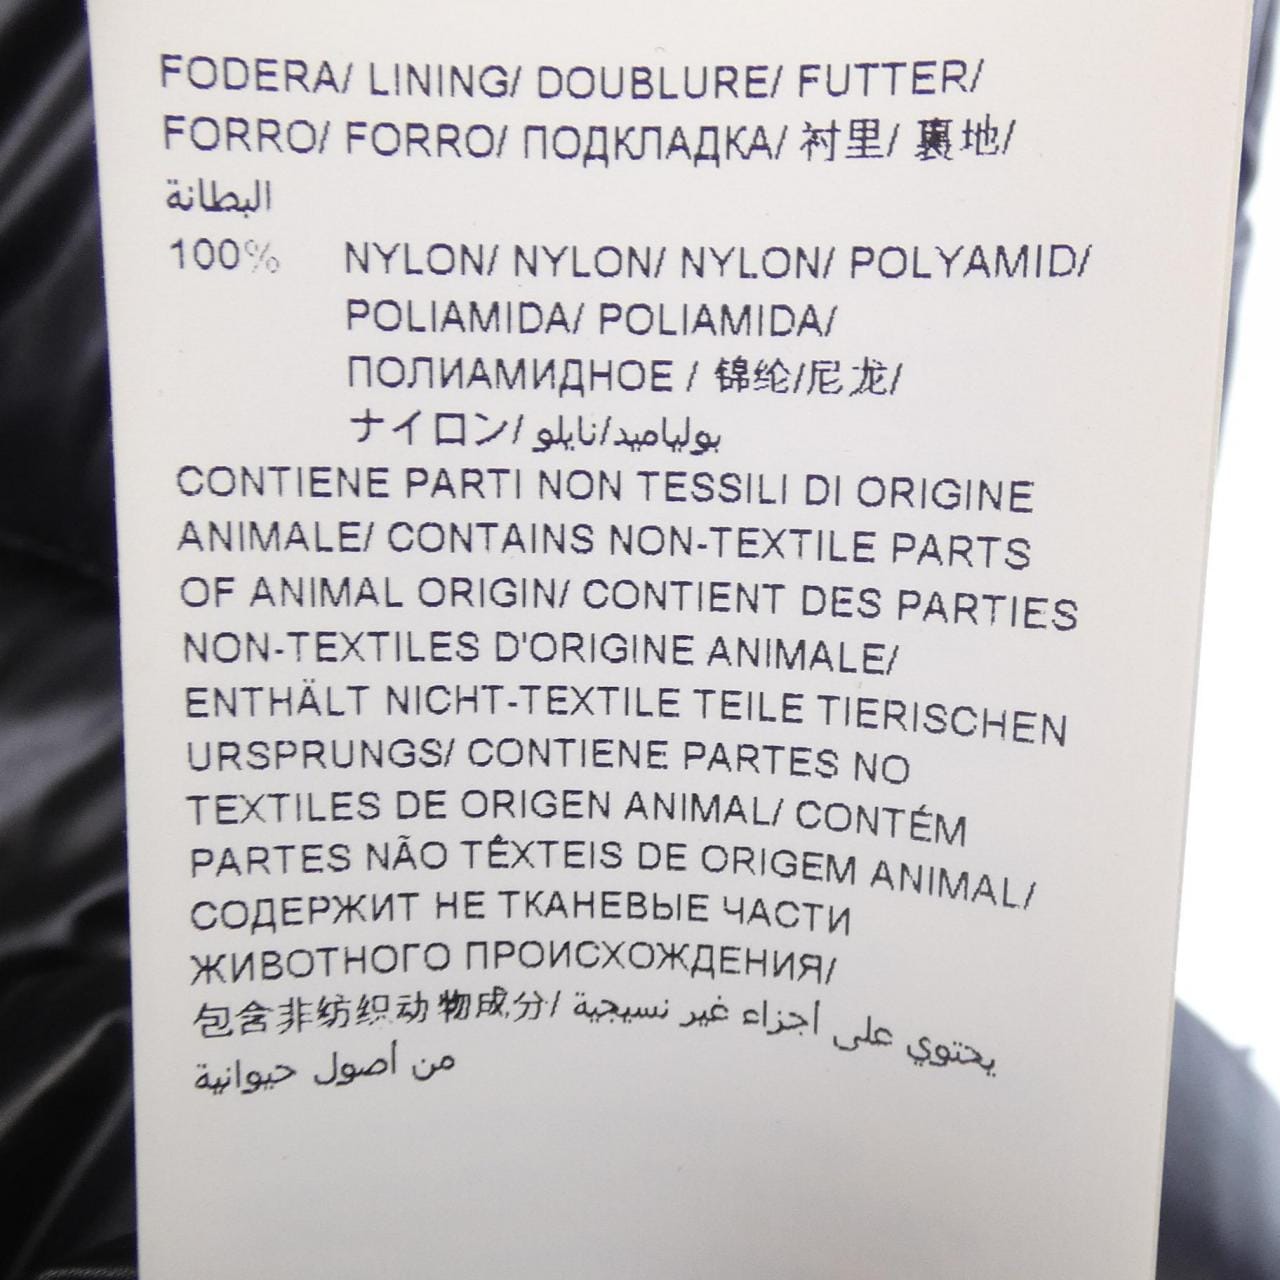 FODERA/ LINING/ DOUBLURE/ FUTTER/
FORRO/ FORRO/ ПОДКЛАДКА/ 衬里/ 裏地/
البطانة
100% NYLON/ NYLON/ NYLON/ POLYAMID/
POLIAMIDA/ POLIAMIDA/
ПОЛИАМИДНОЕ / 锦纶/尼龙/
ナイロン/ بولياميد/نايلو
CONTIENE PARTI NON TESSILI DI ORIGINE
ANIMALE/ CONTAINS NON-TEXTILE PARTS
OF ANIMAL ORIGIN/ CONTIENT DES PARTIES
NON-TEXTILES D'ORIGINE ANIMALE/
ENTHÄLT NICHT-TEXTILE TEILE TIERISCHEN
URSPRUNGS/ CONTIENE PARTES NO
TEXTILES DE ORIGEN ANIMAL/ CONTÉM
PARTES NÃO TÊXTEIS DE ORIGEM ANIMAL/
СОДЕРЖИТ НЕ ТКАНЕВЫЕ ЧАСТИ
ЖИВОТНОГО ПРОИСХОЖДЕНИЯ/
包含非纺织动物成分/ يحتوي على أجزاء غير نسيجية
من أصول حيوانية